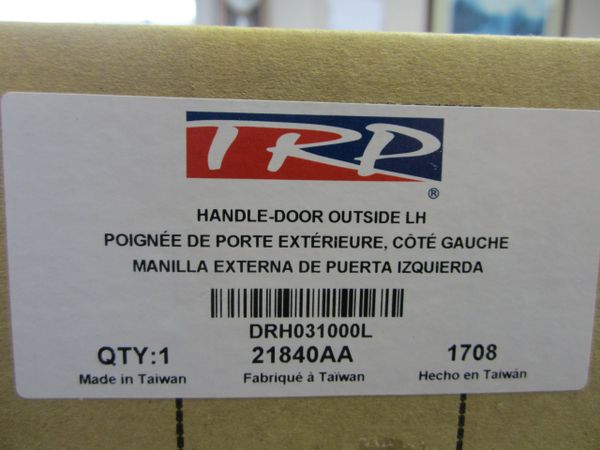 TRP
®
HANDLE-DOOR OUTSIDE LH
POIGNÉE DE PORTE EXTÉRIEURE, CÔTÉ GAUCHE
MANILLA EXTERNA DE PUERTA IZQUIERDA
DRH031000L
QTY:1 21840AA 1708
Made in Taiwan Fabriqué à Taïwan Hecho en Taiwán